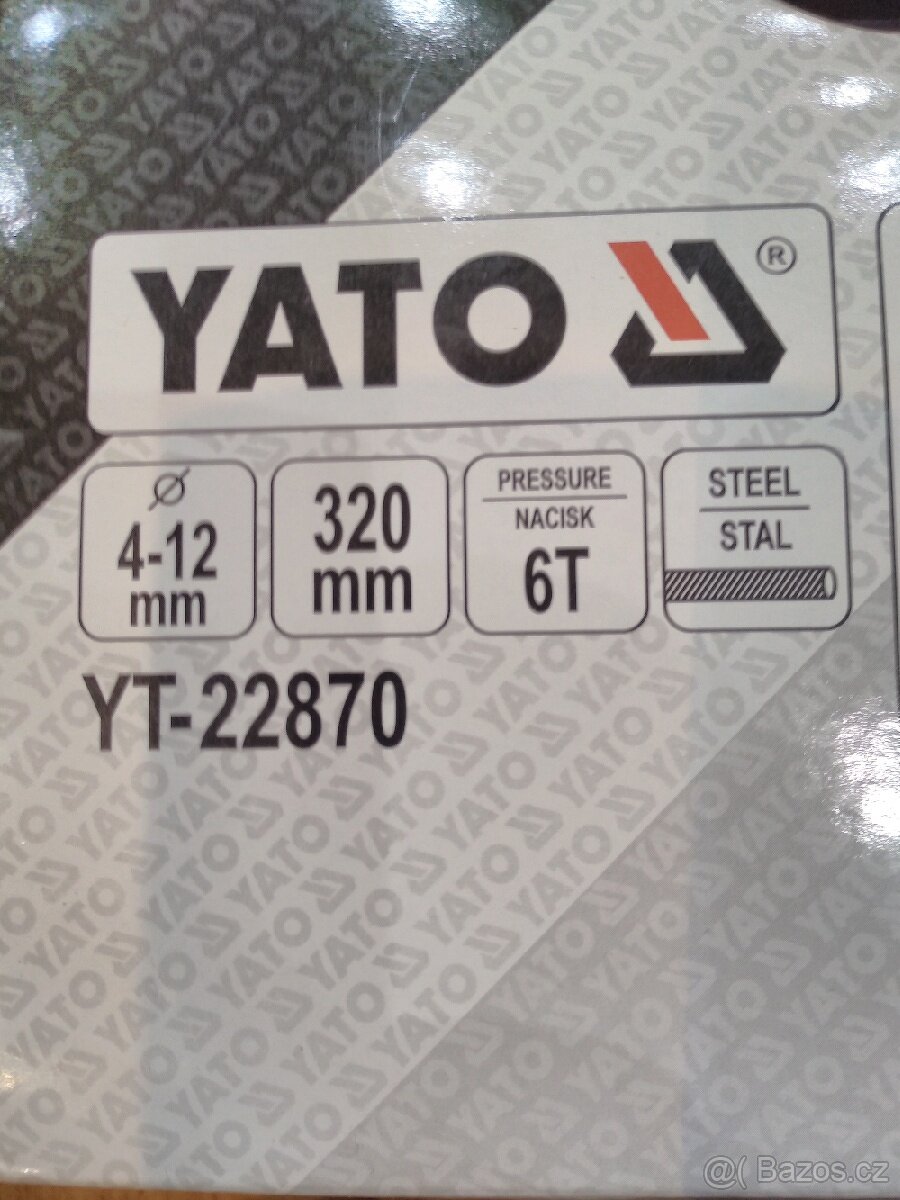 YATO ®
⌀
4-12
mm
320
mm
PRESSURE
NACISK
6T
STEEL
STAL
YT-22870
@( Bazos.cz